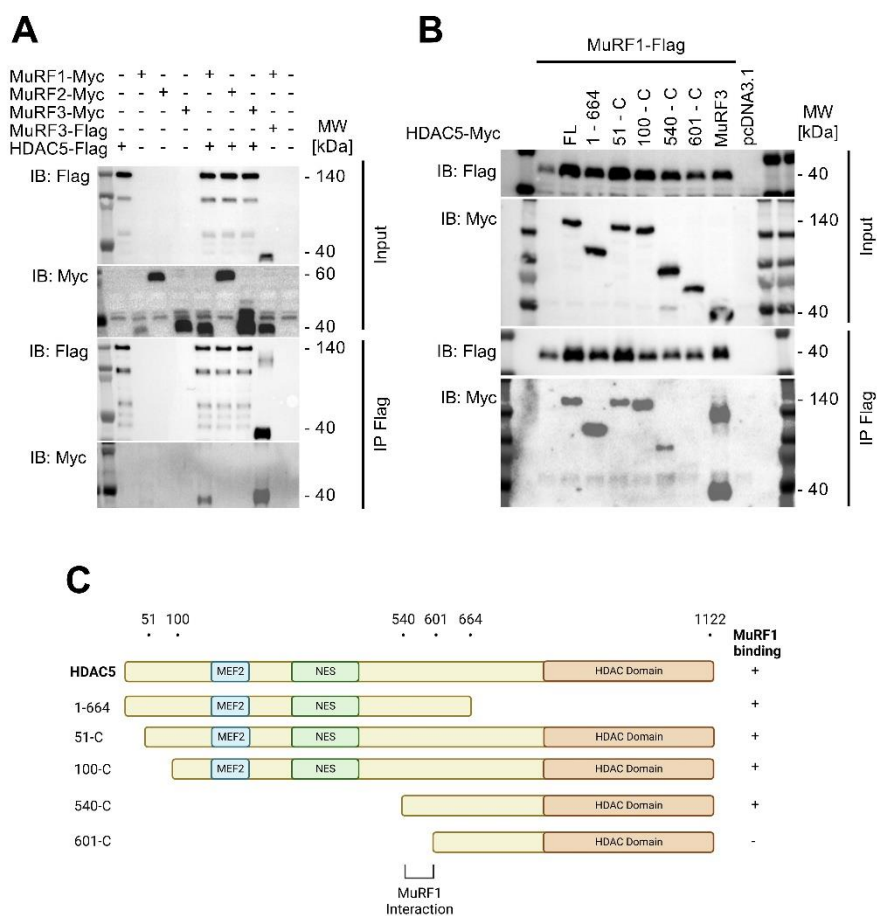 A
MuRF1-Myc - + - - + - - + -
MuRF2-Myc - - + - - + - - -
MuRF3-Myc - - - + - - + - -
MuRF3-Flag - - - - - - - + -
HDAC5-Flag + - - - + + + - -
MW
[kDa]
IB: Flag
- 140
- 40
IB: Myc
- 60
- 40
Input
IB: Flag
- 140
- 40
IB: Myc
- 40
IP Flag
B
MuRF1-Flag
HDAC5-Myc
FL
1 - 664
51 - C
100 - C
540 - C
601 - C
MuRF3
pcDNA3.1
MW
[kDa]
IB: Flag
- 40
IB: Myc
- 140
- 40
Input
IB: Flag
- 40
IB: Myc
- 140
- 40
IP Flag
C
51 100 540 601 664 1122
MuRF1
binding
HDAC5 MEF2 NES HDAC Domain +
1-664 MEF2 NES +
51-C MEF2 NES HDAC Domain +
100-C MEF2 NES HDAC Domain +
540-C HDAC Domain +
601-C HDAC Domain -
MuRF1
Interaction